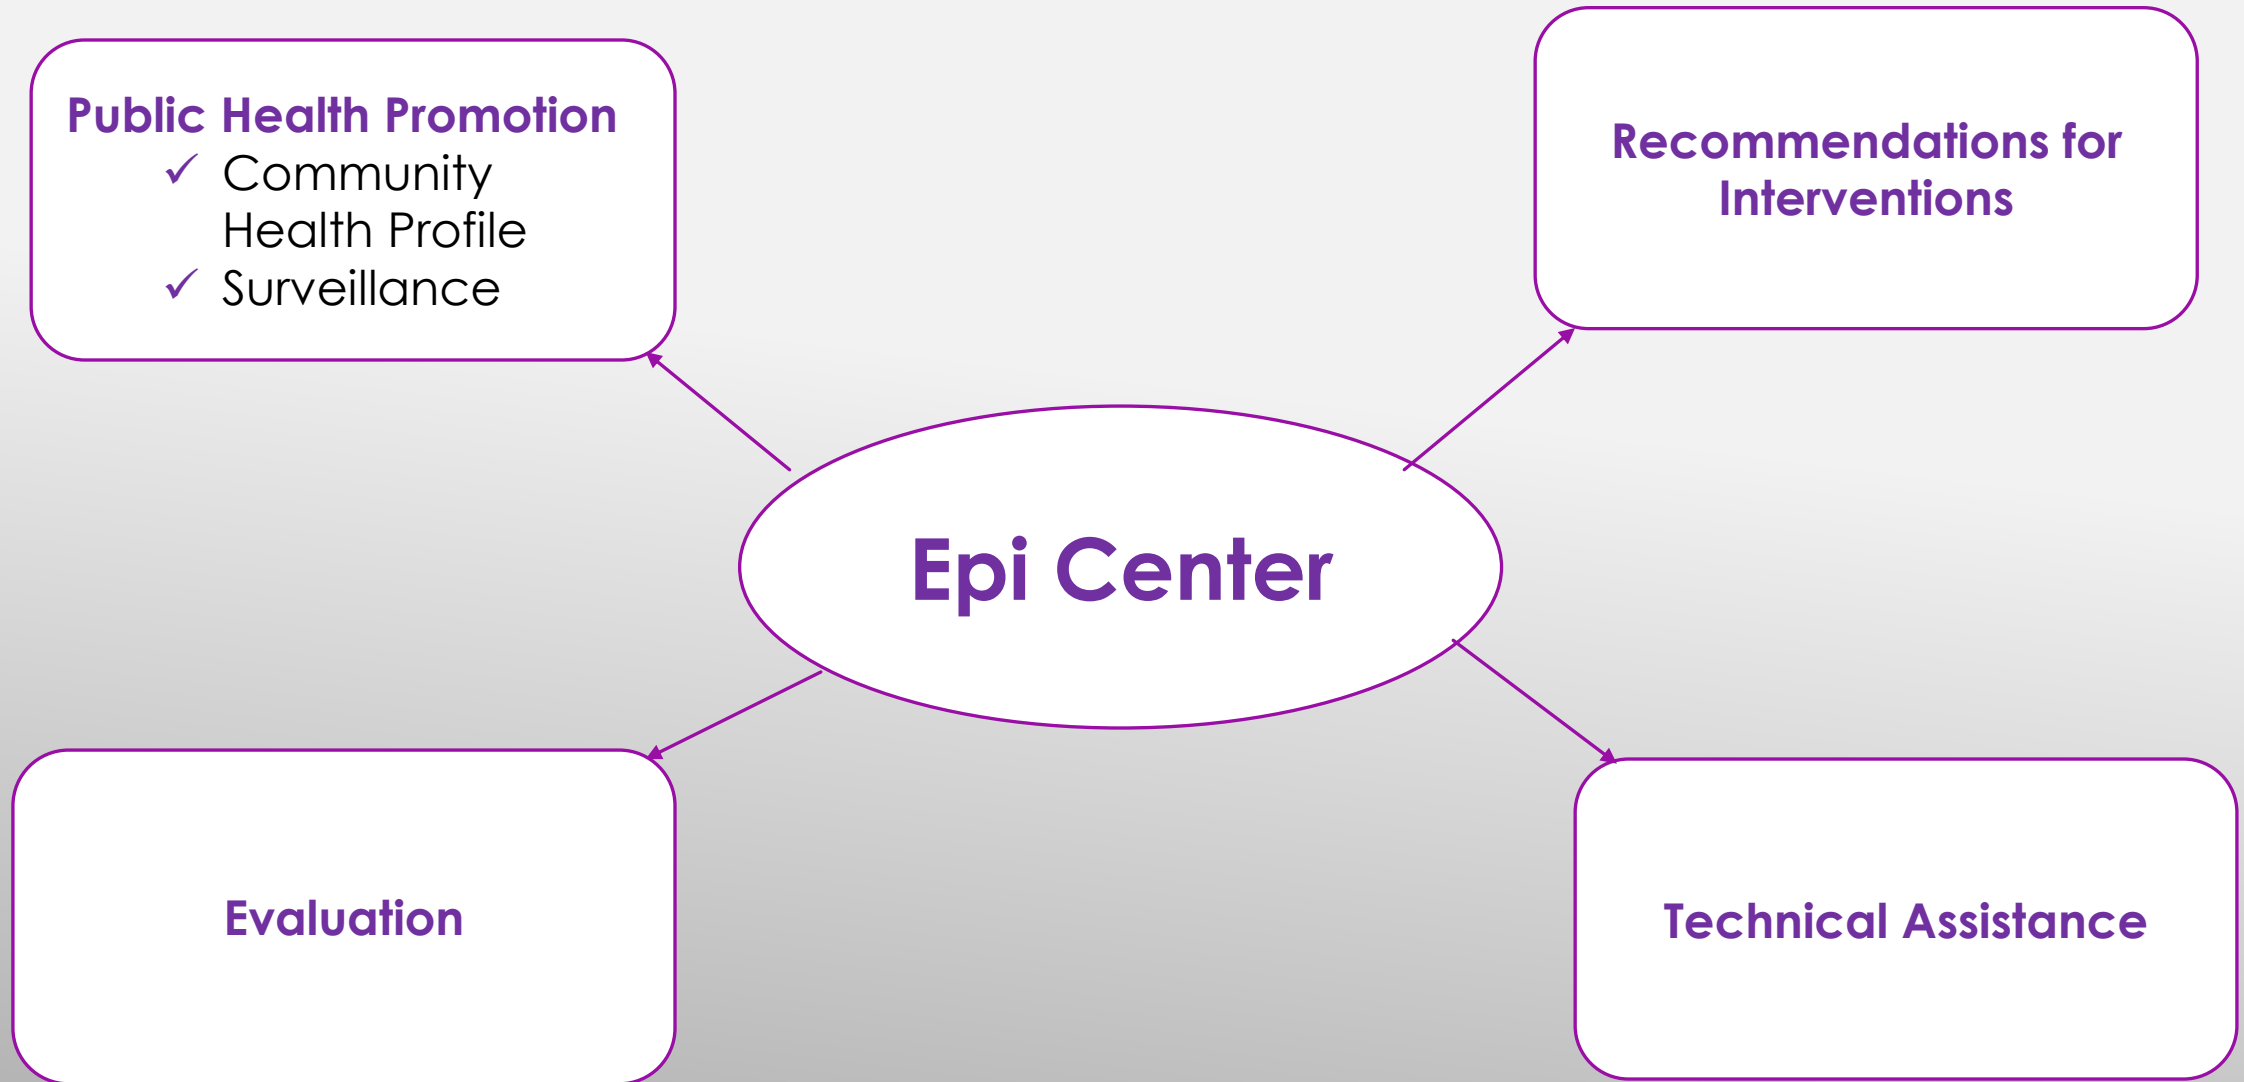 Public Health Promotion
✓ Community
Health Profile
✓ Surveillance
Recommendations for
Interventions
Epi Center
Evaluation
Technical Assistance